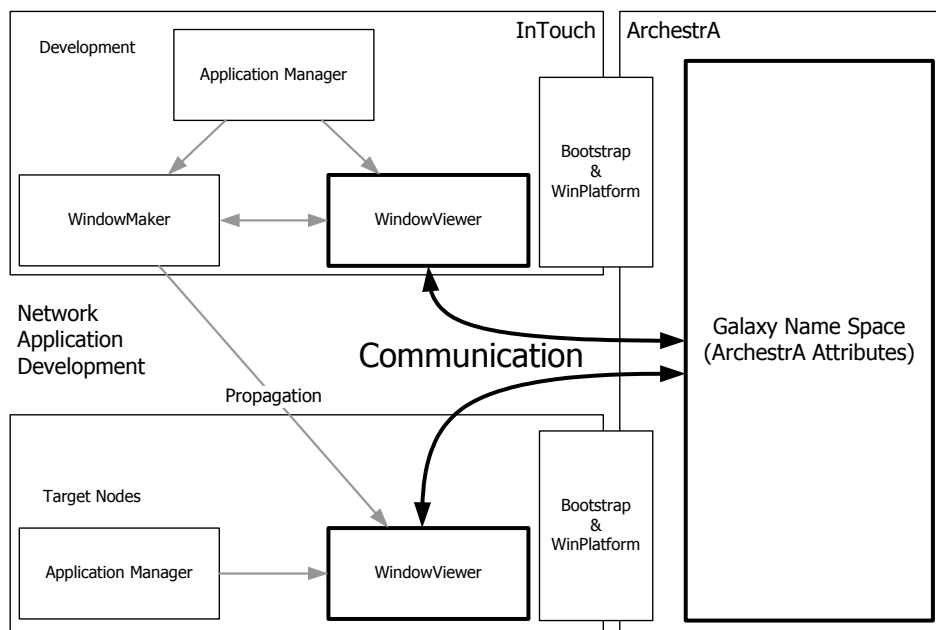 InTouch
ArchestrA
Development
Application Manager
Bootstrap
&
WinPlatform
WindowMaker
WindowViewer
Network
Application
Development
Communication
Galaxy Name Space
(ArchestrA Attributes)
Propagation
Target Nodes
Bootstrap
&
WinPlatform
Application Manager
WindowViewer